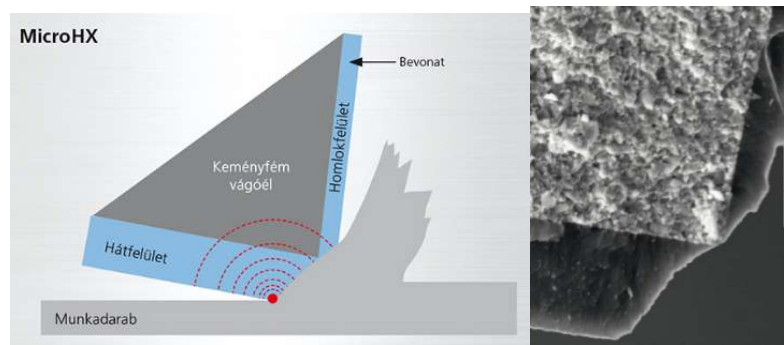 MicroHX
Bevonat
Homlokfelület
Keményfém
vágóél
Hátfelület
Munkadarab